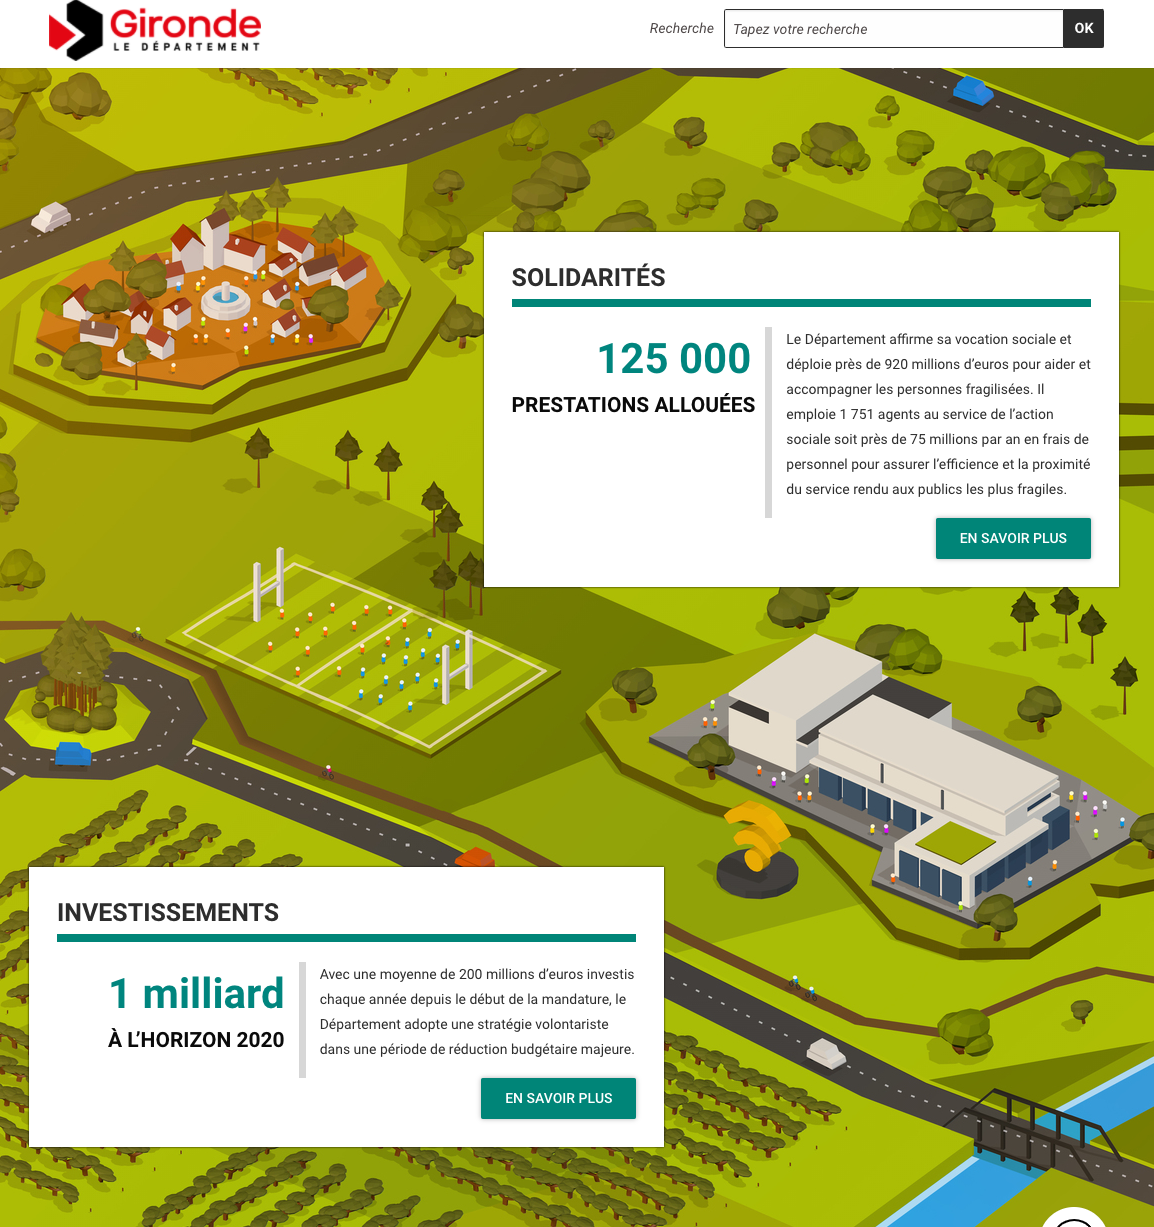 Gironde
LE DÉPARTEMENT
Recherche
Tapez votre recherche
OK
SOLIDARITÉS
125 000
PRESTATIONS ALLOUÉES
Le Département affirme sa vocation sociale et
déploie près de 920 millions d’euros pour aider et
accompagner les personnes fragilisées. Il
emploie 1 751 agents au service de l’action
sociale soit près de 75 millions par an en frais de
personnel pour assurer l’efficience et la proximité
du service rendu aux publics les plus fragiles.
EN SAVOIR PLUS
INVESTISSEMENTS
1 milliard
À L’HORIZON 2020
Avec une moyenne de 200 millions d’euros investis
chaque année depuis le début de la mandature, le
Département adopte une stratégie volontariste
dans une période de réduction budgétaire majeure.
EN SAVOIR PLUS